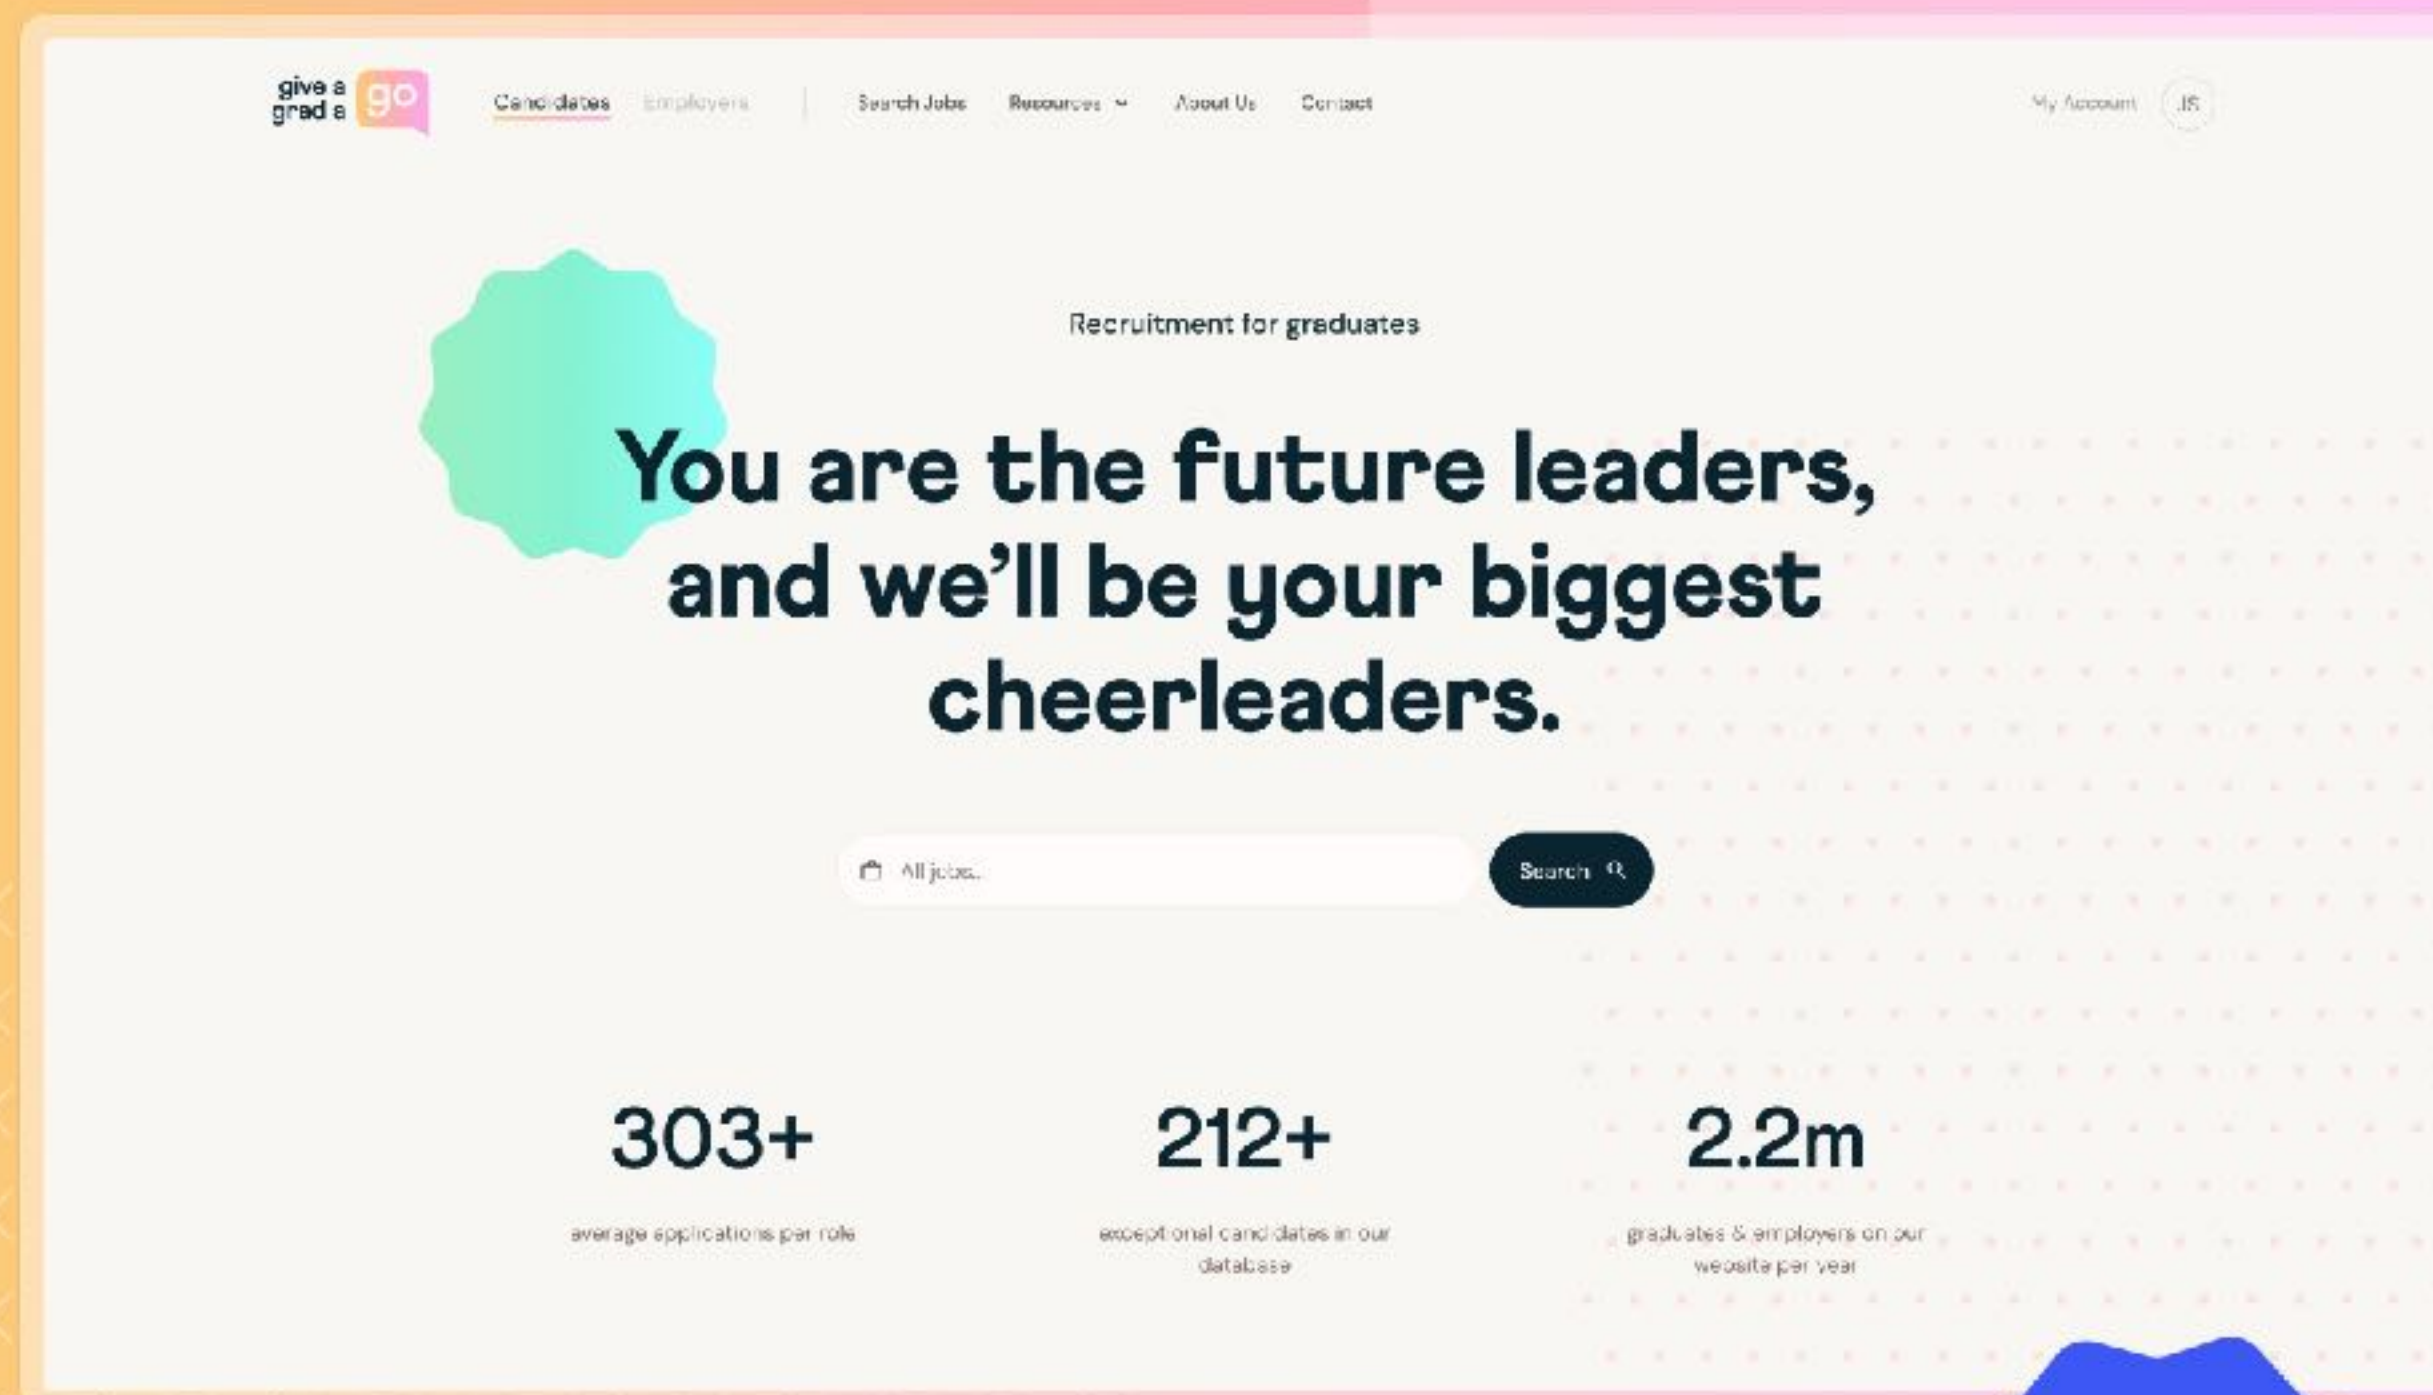 give a
grad a
go
Candidates
Employers
Search Jobs
Resources
About Us
Contact
My Account
JS
Recruitment for graduates
You are the future leaders,
and we’ll be your biggest
cheerleaders.
All jobs...
Search
303+
average applications per role
212+
exceptional candidates in our
database
2.2m
graduates & employers on our
website per year